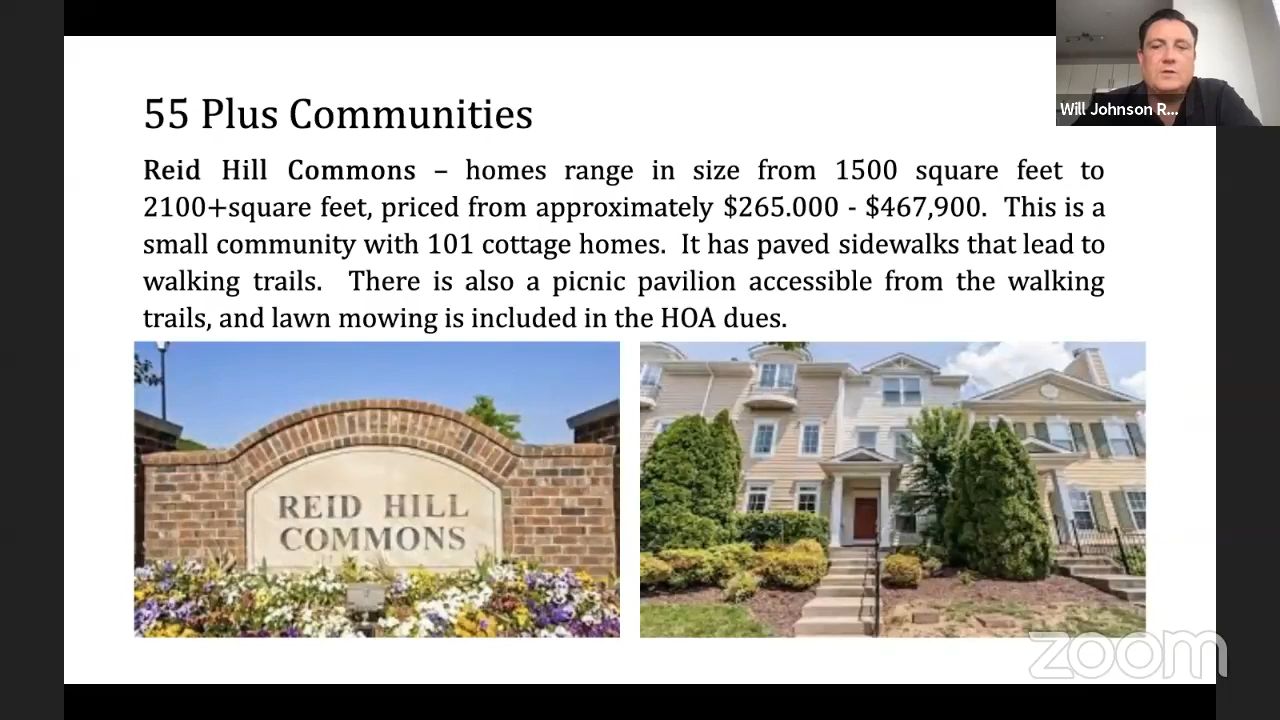 55 Plus Communities
Will Johnson R...
Reid Hill Commons – homes range in size from 1500 square feet to
2100+square feet, priced from approximately $265.000 - $467,900. This is a
small community with 101 cottage homes. It has paved sidewalks that lead to
walking trails. There is also a picnic pavilion accessible from the walking
trails, and lawn mowing is included in the HOA dues.
REID HILL
COMMONS
zoom